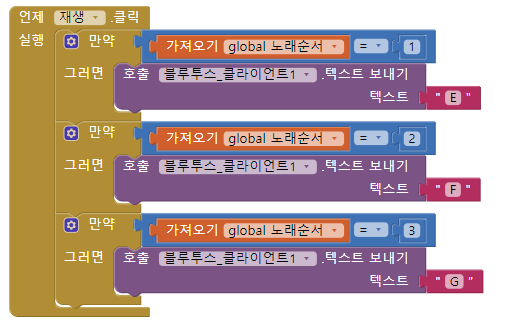 언제 재생 .클릭
실행 만약 가져오기 global 노래순서 = 1
그러면 호출 블루투스_클라이언트1 .텍스트 보내기
텍스트 " E "
만약 가져오기 global 노래순서 = 2
그러면 호출 블루투스_클라이언트1 .텍스트 보내기
텍스트 " F "
만약 가져오기 global 노래순서 = 3
그러면 호출 블루투스_클라이언트1 .텍스트 보내기
텍스트 " G "